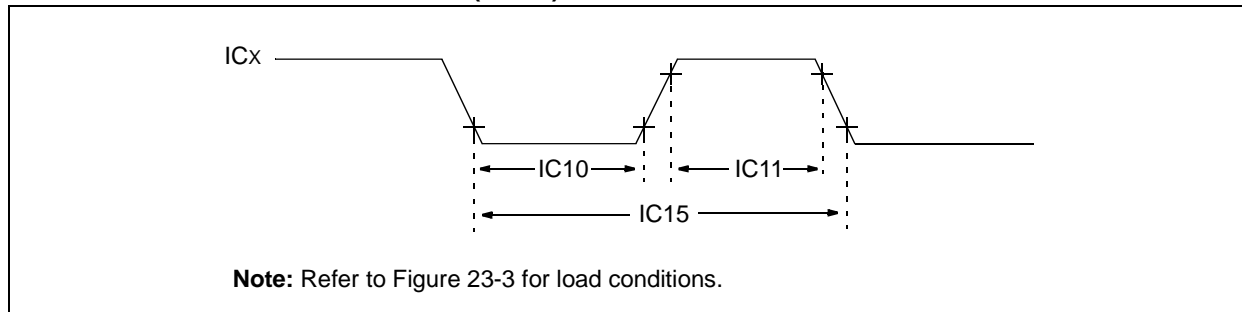 ICX
IC10
IC11
IC15
Note: Refer to Figure 23-3 for load conditions.